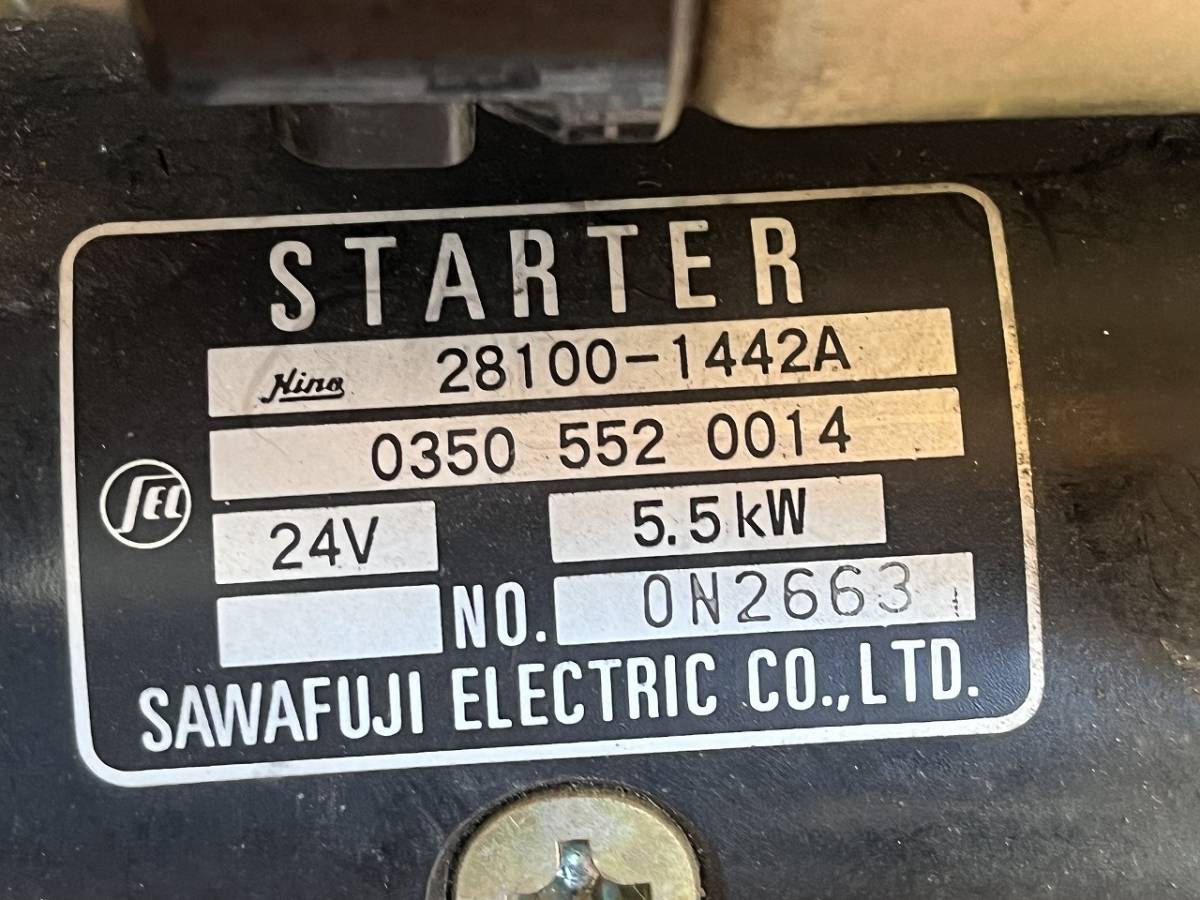 STARTER
Hino 28100-1442A
0350 552 0014
SEC
24V 5.5kW
NO. 0N2663
SAWAFUJI ELECTRIC CO.,LTD.